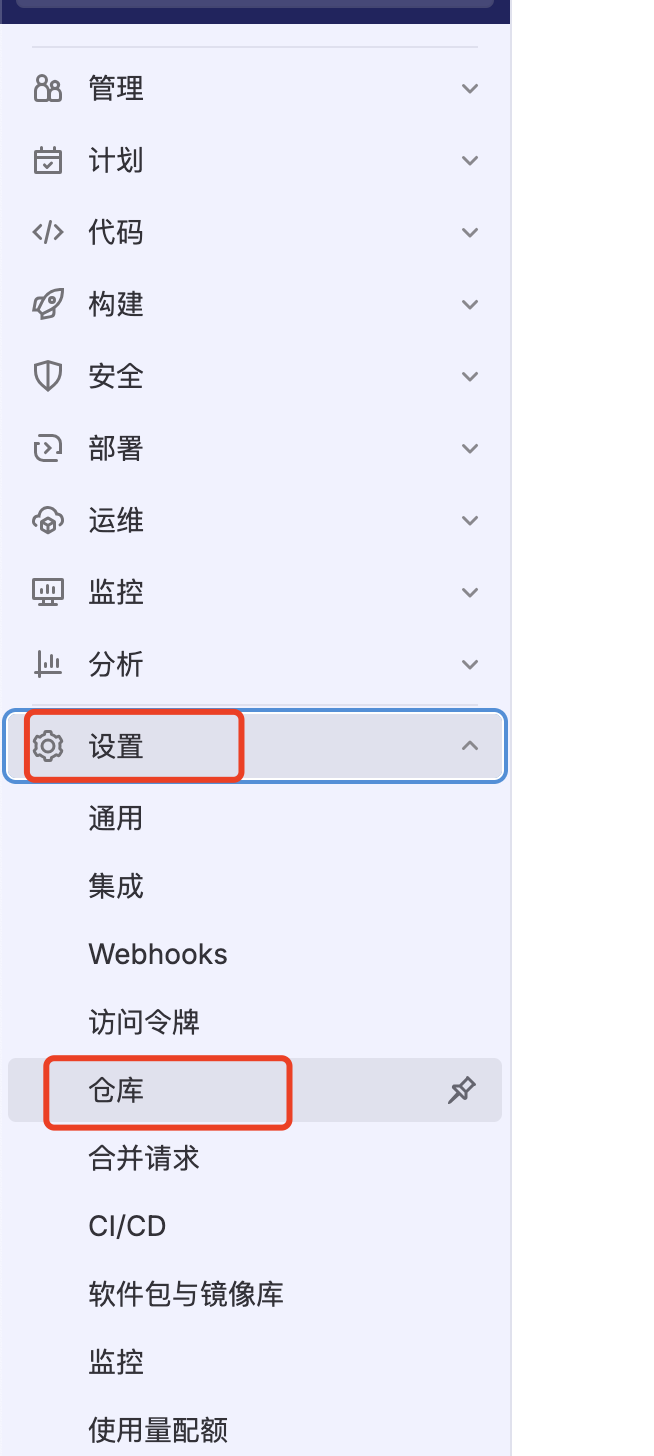 管理
计划
代码
构建
安全
部署
运维
监控
分析
设置
通用
集成
Webhooks
访问令牌
仓库
合并请求
CI/CD
软件包与镜像库
监控
使用量配额